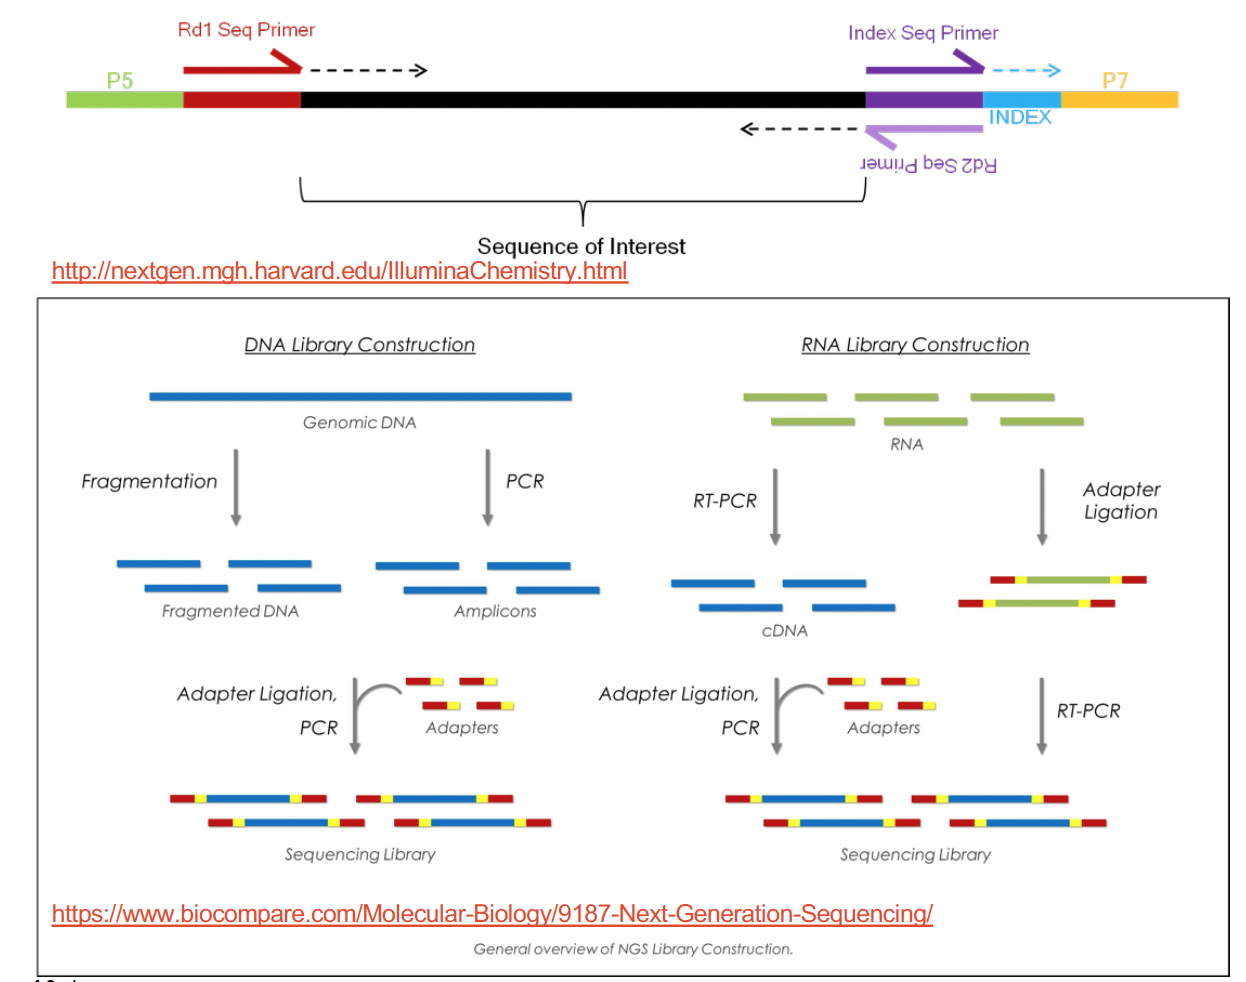 Rd1 Seq Primer
Index Seq Primer
P5
P7
INDEX
Rd2 Seq Primer
Sequence of Interest
http://nextgen.mgh.harvard.edu/IlluminaChemistry.html
DNA Library Construction
RNA Library Construction
Genomic DNA
RNA
Fragmentation
PCR
RT-PCR
Adapter
Ligation
Fragmented DNA
Amplicons
cDNA
Adapter Ligation,
PCR
Adapters
Adapter Ligation,
PCR
Adapters
RT-PCR
Sequencing Library
Sequencing Library
https://www.biocompare.com/Molecular-Biology/9187-Next-Generation-Sequencing/
General overview of NGS Library Construction.